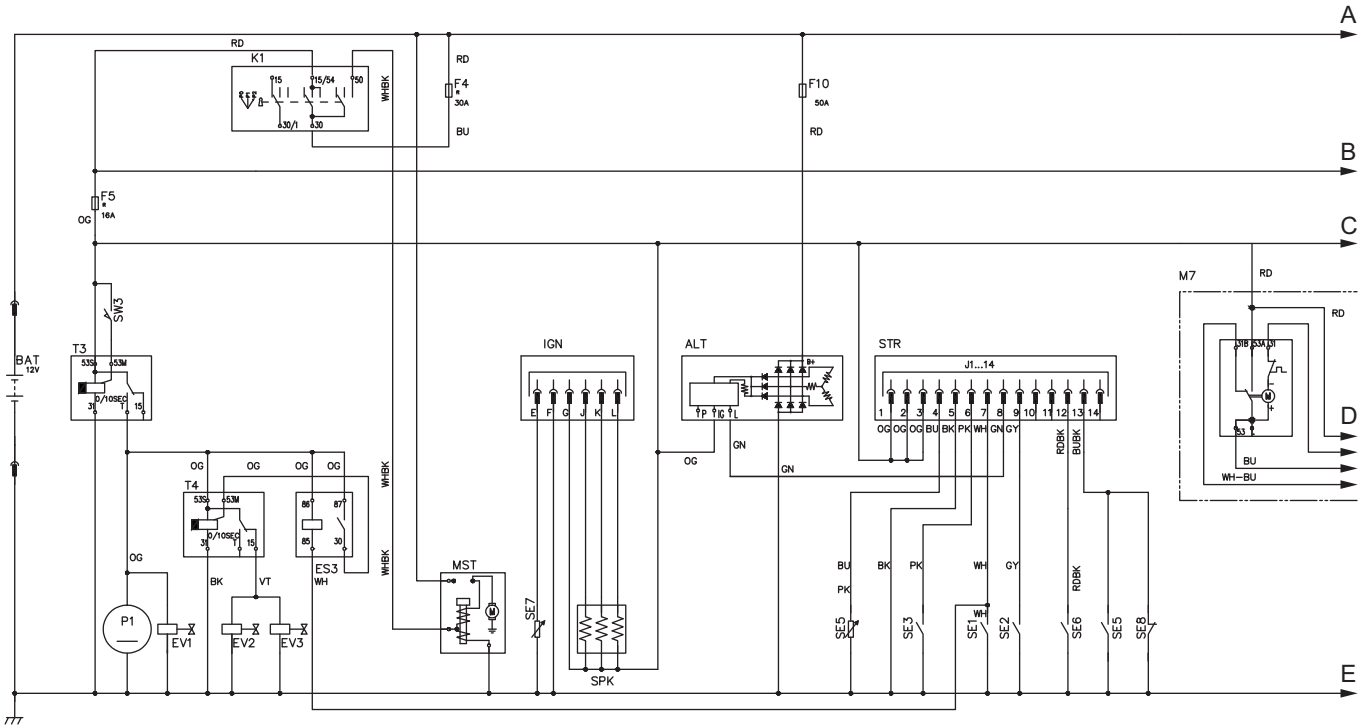 A
RD
K1
15
15/54
50
WHBK
RD
F4
30A
30/1
30
BU
F10
50A
RD
B
F5
16A
OG
C
M7
RD
RD
SW3
BAT
12V
T3
53S
53M
0/10SEC
31
T
15
IGN
E F G J K L
ALT
B+
P IG L
STR
J1...14
1 2 3 4 5 6 7 8 9 10 11 12 13 14
OG OG OG BU BK PK WH GN GY
RDBK
BUBK
31B 53A 31
M
53
D
BU
WH-BU
OG
GN
GN
OG OG OG OG
WHBK
T4
53S
53M
0/10SEC
31
T
15
86
87
85
30
ES3
WH
OG
BK
VT
WHBK
MST
M
BU
PK
BK
PK
WH
GY
RDBK
WH
P1
EV1
EV2
EV3
SE7
SPK
SE5
SE3
SE1
SE2
SE6
SE5
SE8
E